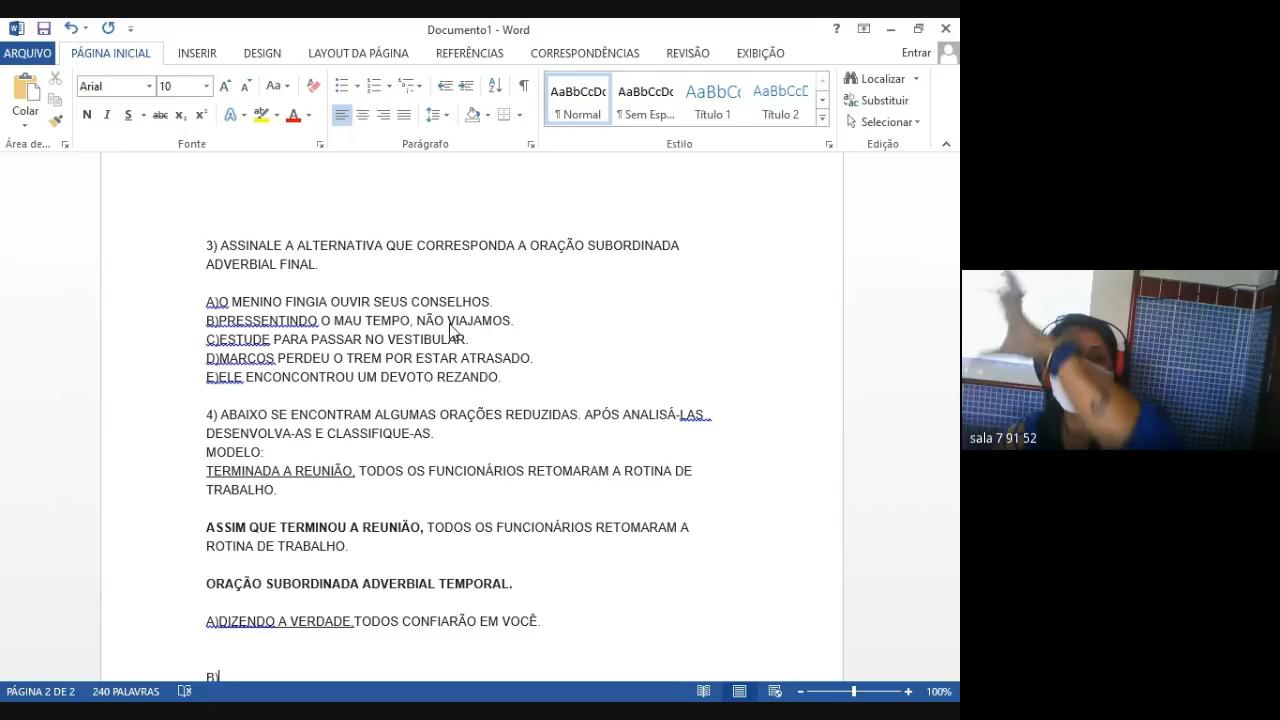 Documento1 - Word
ARQUIVO PÁGINA INICIAL INSERIR DESIGN LAYOUT DA PÁGINA REFERÊNCIAS CORRESPONDÊNCIAS REVISÃO EXIBIÇÃO Entrar
Colar
Arial 10
Aa
N I S abc x₂ x² A A
AaBbCcDc AaBbCcDc AaBbC AaBbCcD
¶ Normal ¶ Sem Esp... Título 1 Título 2
Localizar
Substituir
Selecionar
Área de... Fonte Parágrafo Estilo Edição
3) ASSINALE A ALTERNATIVA QUE CORRESPONDA A ORAÇÃO SUBORDINADA
ADVERBIAL FINAL.
A)O MENINO FINGIA OUVIR SEUS CONSELHOS.
B)PRESSENTINDO O MAU TEMPO, NÃO VIAJAMOS.
C)ESTUDE PARA PASSAR NO VESTIBULAR.
D)MARCOS PERDEU O TREM POR ESTAR ATRASADO.
E)ELE ENCONCONTROU UM DEVOTO REZANDO.
4) ABAIXO SE ENCONTRAM ALGUMAS ORAÇÕES REDUZIDAS. APÓS ANALISÁ-LAS,
DESENVOLVA-AS E CLASSIFIQUE-AS.
MODELO:
TERMINADA A REUNIÃO, TODOS OS FUNCIONÁRIOS RETOMARAM A ROTINA DE
TRABALHO.
ASSIM QUE TERMINOU A REUNIÃO, TODOS OS FUNCIONÁRIOS RETOMARAM A
ROTINA DE TRABALHO.
ORAÇÃO SUBORDINADA ADVERBIAL TEMPORAL.
A)DIZENDO A VERDADE,TODOS CONFIARÃO EM VOCÊ.
B)
PÁGINA 2 DE 2 240 PALAVRAS 100%
sala 7 91 52